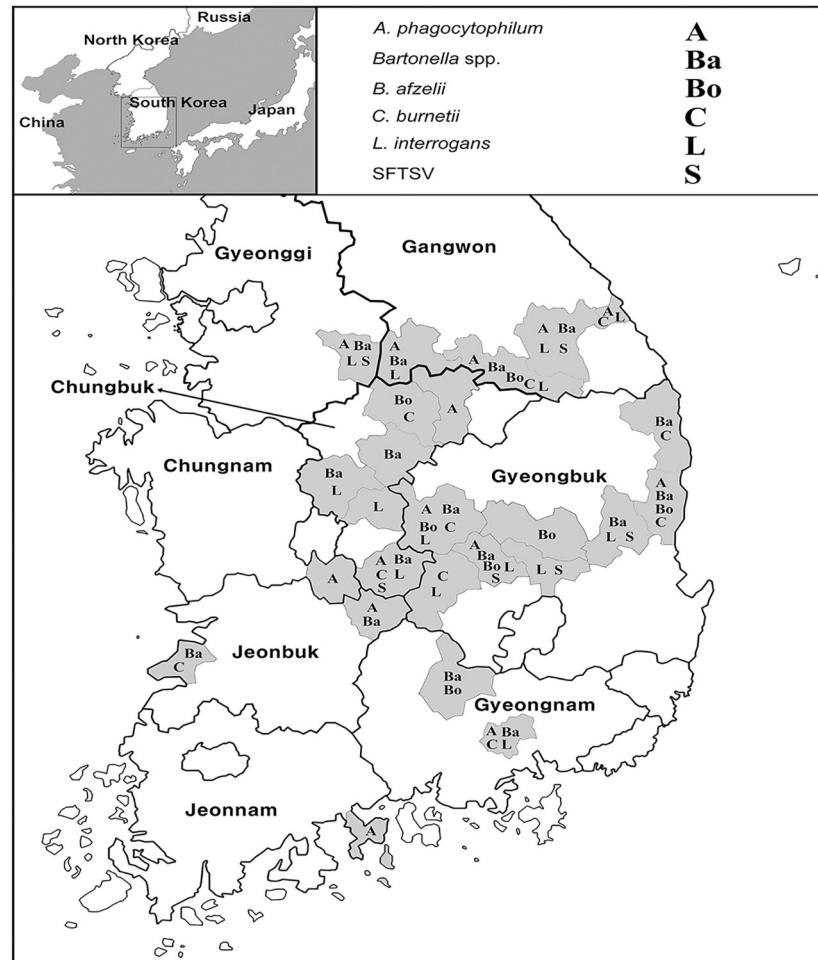 Russia
North Korea
South Korea
Japan
China
A. phagocytophilum A
Bartonella spp. Ba
B. afzelii Bo
C. burnetii C
L. interrogans L
SFTSV S
Gyeonggi
Gangwon
A
C L
A Ba
L S
A Ba
L S
A
Ba
L
A Ba
Bo C L
Chungbuk
Bo
C
A
Ba
C
Ba
Chungnam
Gyeongbuk
Ba
L
L
A
Ba
Bo
C
A Ba
Bo C
L
Bo
Ba
L S
A
Ba
Bo L
S
L S
A Ba
C L
S
C
L
A
A
Ba
Jeonbuk
Ba
C
Ba
Bo
Gyeongnam
A Ba
C L
Jeonnam
A